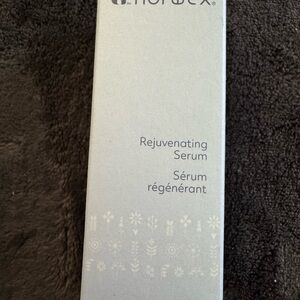 norwex®
Rejuvenating
Serum
Sérum
régénérant